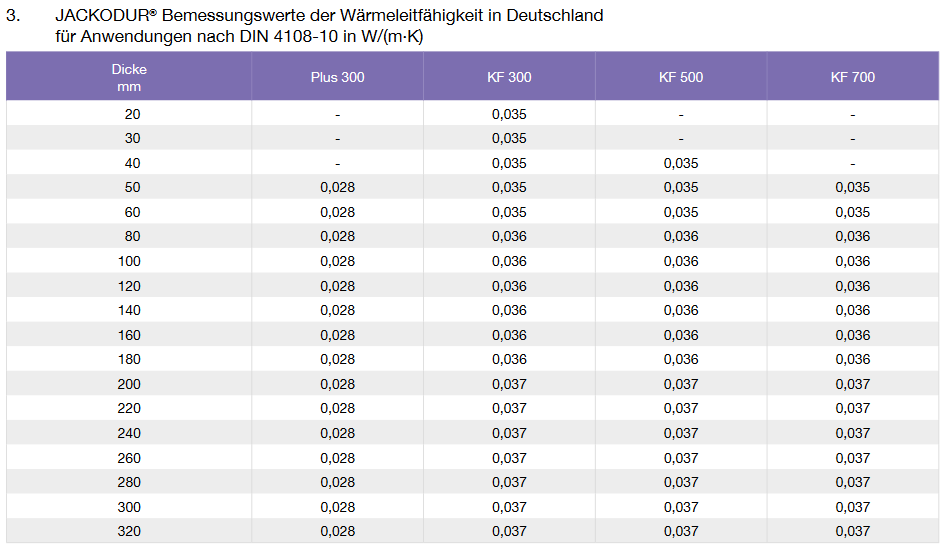 3. JACKODUR® Bemessungswerte der Wärmeleitfähigkeit in Deutschland
für Anwendungen nach DIN 4108-10 in W/(m·K)
Dicke mm Plus 300 KF 300 KF 500 KF 700
20 - 0,035 - -
30 - 0,035 - -
40 - 0,035 0,035 -
50 0,028 0,035 0,035 0,035
60 0,028 0,035 0,035 0,035
80 0,028 0,036 0,036 0,036
100 0,028 0,036 0,036 0,036
120 0,028 0,036 0,036 0,036
140 0,028 0,036 0,036 0,036
160 0,028 0,036 0,036 0,036
180 0,028 0,036 0,036 0,036
200 0,028 0,037 0,037 0,037
220 0,028 0,037 0,037 0,037
240 0,028 0,037 0,037 0,037
260 0,028 0,037 0,037 0,037
280 0,028 0,037 0,037 0,037
300 0,028 0,037 0,037 0,037
320 0,028 0,037 0,037 0,037